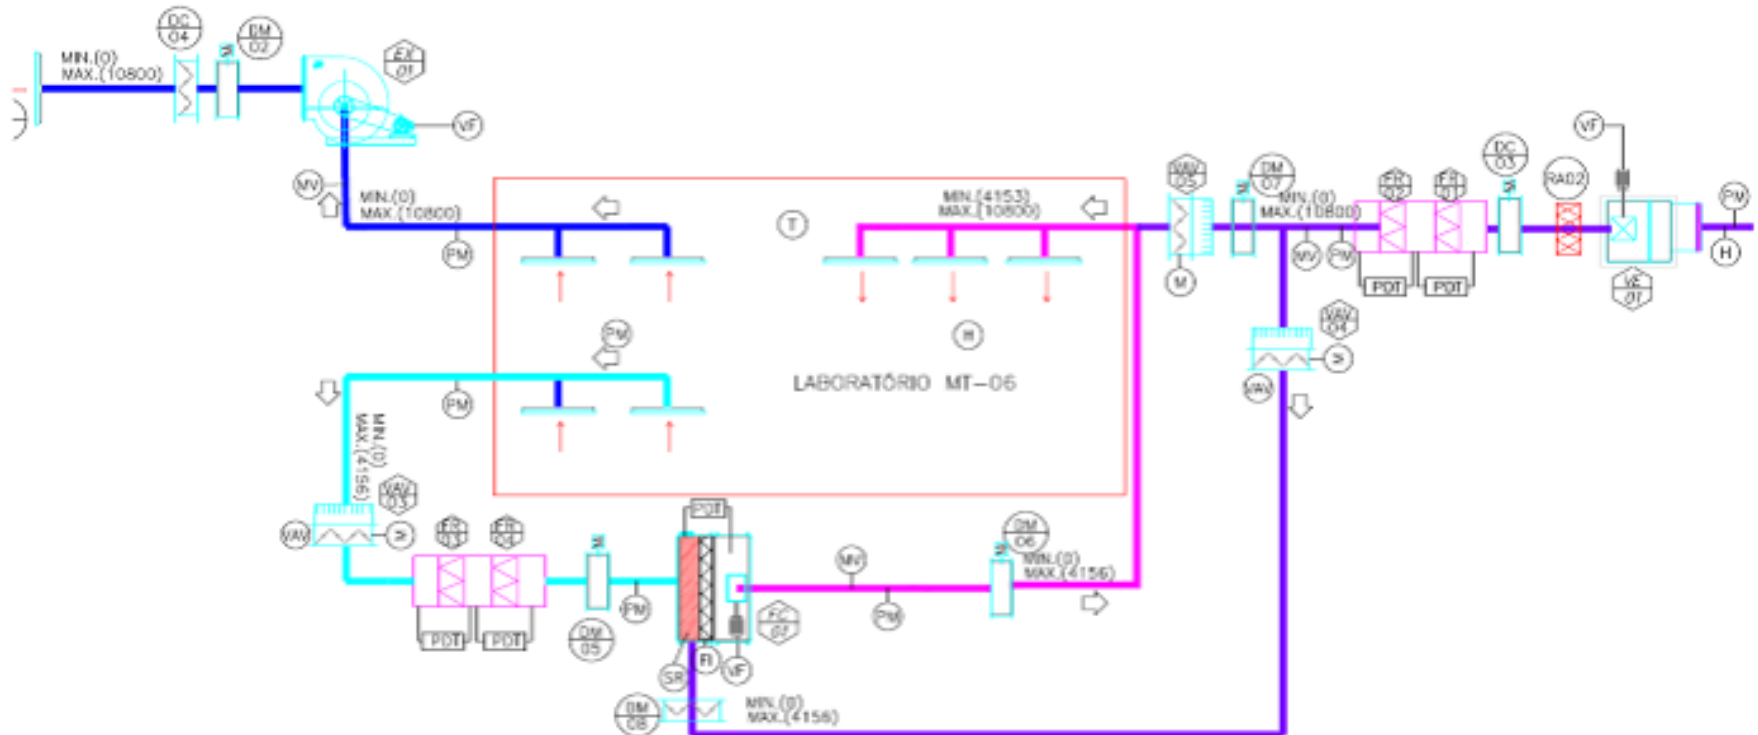 DC
04
DM
02
EX
01
MIN.(0)
MAX.(10800)
VF
MV
MIN.(0)
MAX.(10800)
PM
MIN.(4153)
MAX.(10800)
T
H
LABORATÓRIO MT-06
VAV
05
M
DM
07
M
MIN.(0)
MAX.(10800)
MV
PM
FR
02
FR
01
PDT
PDT
DC
03
M
RA02
VF
VE
01
PM
H
VAV
04
M
VAV
PM
PM
MIN.(0)
MAX.(4156)
VAV
03
VAV
M
FR
03
FR
04
PDT
PDT
M
DM
05
PM
PDT
SR
FI
VF
FC
01
MV
PM
DM
06
M
MIN.(0)
MAX.(4156)
DM
08
MIN.(0)
MAX.(4156)